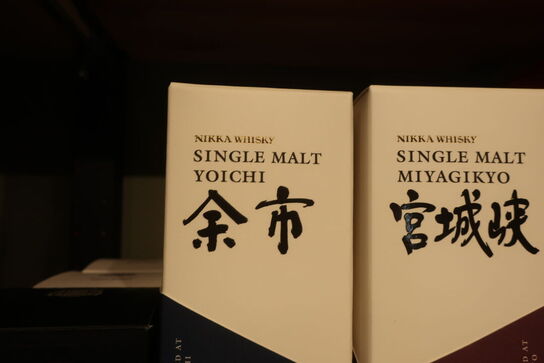 NIKKA WHISKY
SINGLE MALT
YOICHI
余市
NIKKA WHISKY
SINGLE MALT
MIYAGIKYO
宮城峡